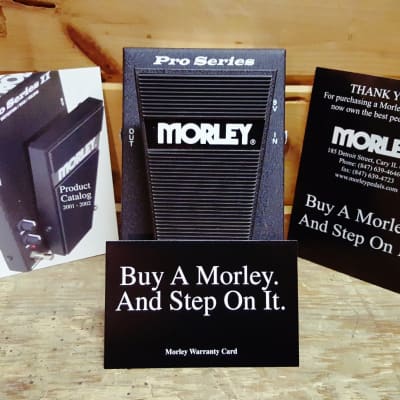 Pro Series II
MORLEY
Product
Catalog
2001 - 2002
Pro Series
9V
OUT
IN
MORLEY®
Buy A Morley.
And Step On It.
Morley Warranty Card
THANK Y
For purchasing a Morle
now own the best pe
MORLE
185 Detroit Street, Cary IL
Phone: (847) 639-4646
fax: (847) 639-4723
www.morleypedals.com
Buy A Morle
And Step On I